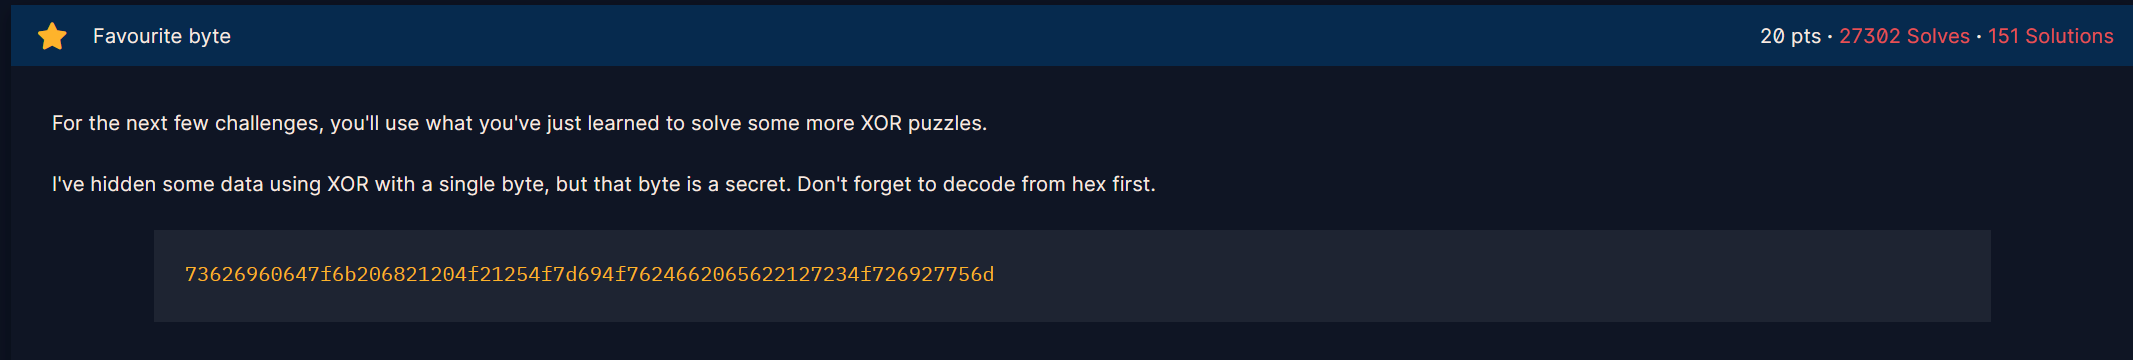 Favourite byte 20 pts · 27302 Solves · 151 Solutions
For the next few challenges, you'll use what you've just learned to solve some more XOR puzzles.
I've hidden some data using XOR with a single byte, but that byte is a secret. Don't forget to decode from hex first.
73626960647f6b206821204f21254f7d694f7624662065622127234f726927756d